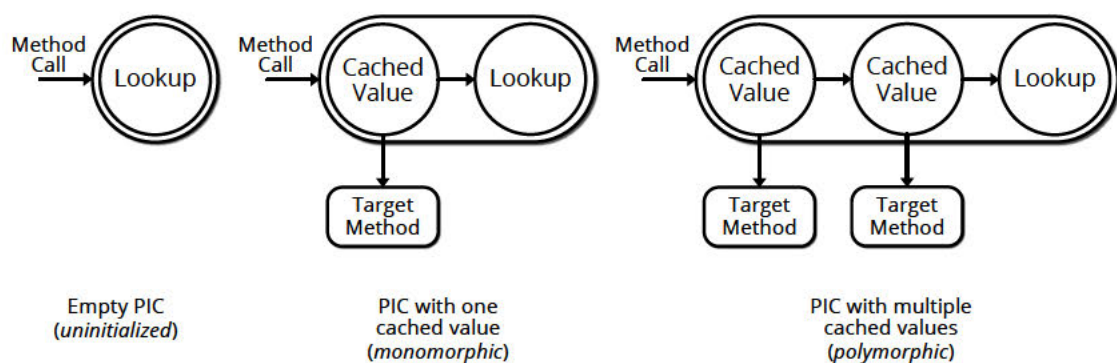 Method
Call
Lookup
Method
Call
Cached
Value
Lookup
Target
Method
Method
Call
Cached
Value
Cached
Value
Lookup
Target
Method
Target
Method
Empty PIC
(uninitialized)
PIC with one
cached value
(monomorphic)
PIC with multiple
cached values
(polymorphic)